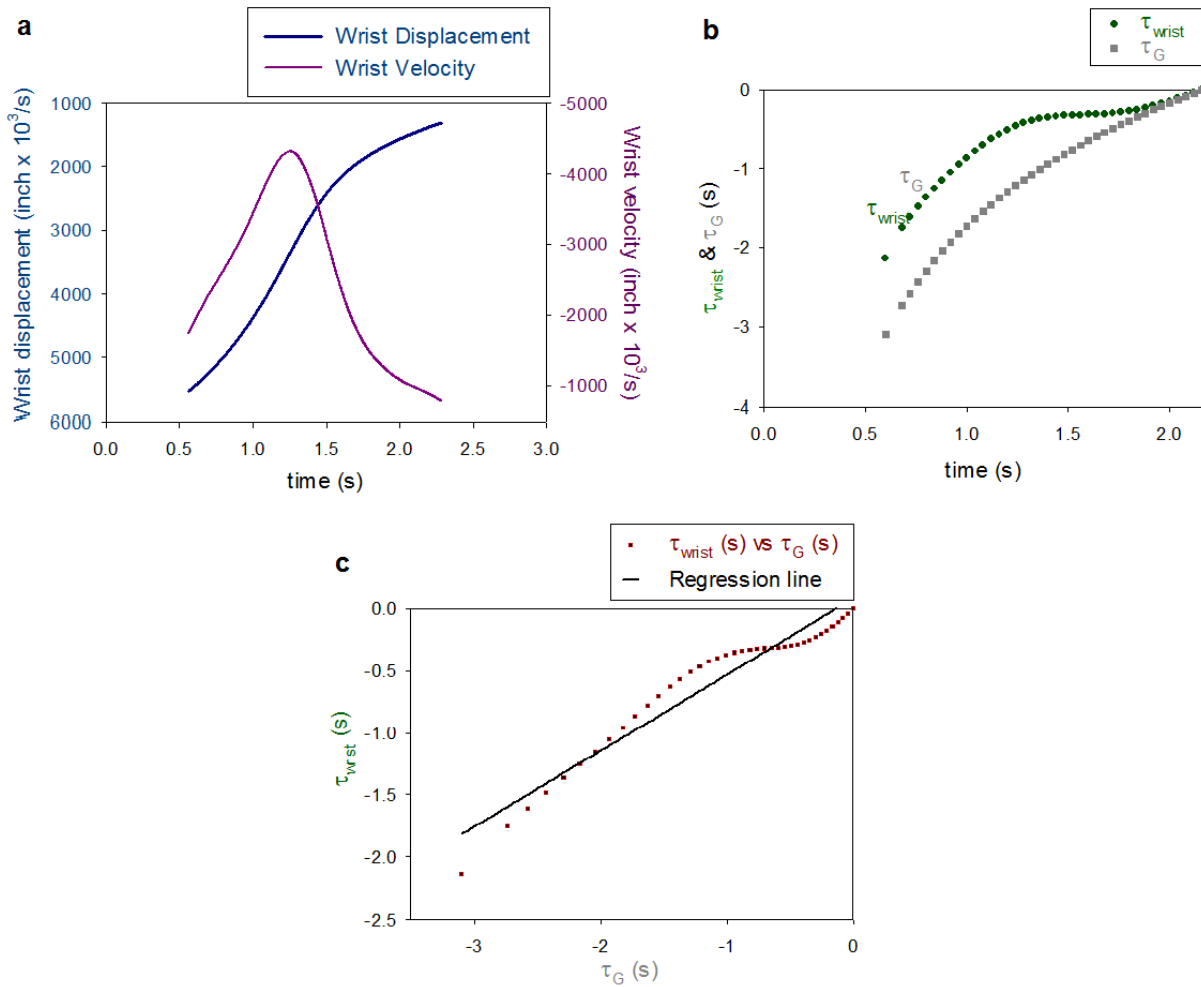 a
Wrist Displacement
Wrist Velocity
1000
2000
3000
4000
5000
6000
Wrist displacement (inch x 10³/s)
-5000
-4000
-3000
-2000
-1000
Wrist velocity (inch x 10³/s)
0.0 0.5 1.0 1.5 2.0 2.5 3.0
time (s)
b
τwrist
τG
0
-1
-2
-3
-4
τwrist & τG (s)
τG
τwrist
0.0 0.5 1.0 1.5 2.0
time (s)
c
τwrist (s) vs τG (s)
Regression line
0.0
-0.5
-1.0
-1.5
-2.0
-2.5
τwrst (s)
-3 -2 -1 0
τG (s)